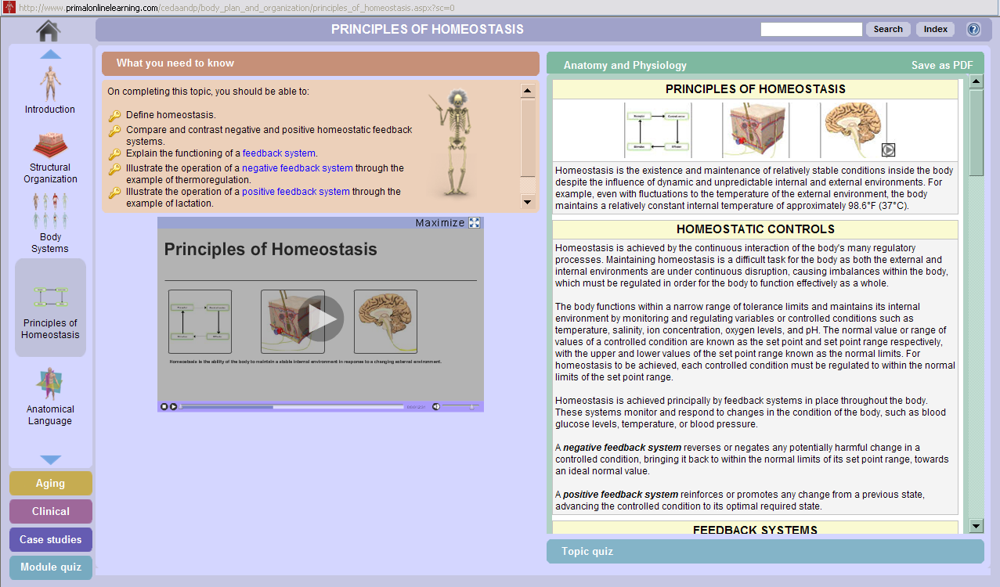 http://www.primalonlinelearning.com/cedaandp/body_plan_and_organization/principles_of_homeostasis.aspx?sc=0
PRINCIPLES OF HOMEOSTASIS
Search
Index
?
Introduction
Structural
Organization
Body
Systems
Principles of
Homeostasis
Anatomical
Language
Aging
Clinical
Case studies
Module quiz
What you need to know
On completing this topic, you should be able to:
Define homeostasis.
Compare and contrast negative and positive homeostatic feedback
systems.
Explain the functioning of a feedback system.
Illustrate the operation of a negative feedback system through the
example of thermoregulation.
Illustrate the operation of a positive feedback system through the
example of lactation.
Maximize
Principles of Homeostasis
Homeostasis is the ability of the body to maintain a stable internal environment in response to a changing external environment.
Anatomy and Physiology
Save as PDF
PRINCIPLES OF HOMEOSTASIS
Homeostasis is the existence and maintenance of relatively stable conditions inside the body
despite the influence of dynamic and unpredictable internal and external environments. For
example, even with fluctuations to the temperature of the external environment, the body
maintains a relatively constant internal temperature of approximately 98.6°F (37°C).
HOMEOSTATIC CONTROLS
Homeostasis is achieved by the continuous interaction of the body's many regulatory
processes. Maintaining homeostasis is a difficult task for the body as both the external and
internal environments are under continuous disruption, causing imbalances within the body,
which must be regulated in order for the body to function effectively as a whole.
The body functions within a narrow range of tolerance limits and maintains its internal
environment by monitoring and regulating variables or controlled conditions such as
temperature, salinity, ion concentration, oxygen levels, and pH. The normal value or range of
values of a controlled condition are known as the set point and set point range respectively,
with the upper and lower values of the set point range known as the normal limits. For
homeostasis to be achieved, each controlled condition must be regulated to within the normal
limits of the set point range.
Homeostasis is achieved principally by feedback systems in place throughout the body.
These systems monitor and respond to changes in the condition of the body, such as blood
glucose levels, temperature, or blood pressure.
A negative feedback system reverses or negates any potentially harmful change in a
controlled condition, bringing it back to within the normal limits of its set point range, towards
an ideal normal value.
A positive feedback system reinforces or promotes any change from a previous state,
advancing the controlled condition to its optimal required state.
FEEDBACK SYSTEMS
Topic quiz